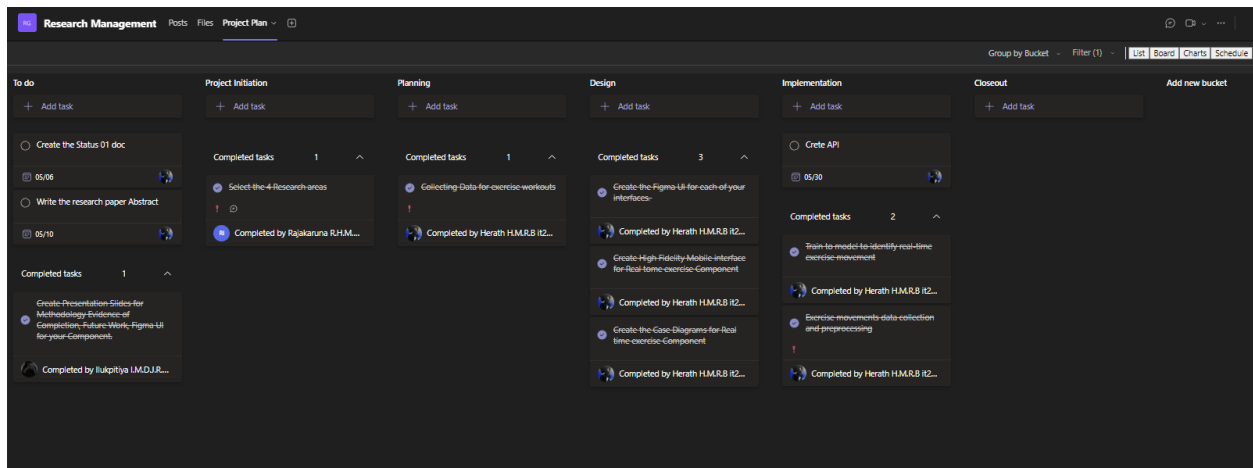 RG Research Management Posts Files Project Plan
Group by Bucket Filter (1) List Board Charts Schedule
To do
+ Add task
Create the Status 01 doc
05/06
Write the research paper Abstract
05/10
Completed tasks 1
Create Presentation Slides for
Methodology Evidence of
Completion, Future Work, Figma UI
for your Component.
Completed by Ilukpitiya I.M.D.J.R....
Project Initiation
+ Add task
Completed tasks 1
Select the 4 Research areas
Completed by Rajakaruna R.H.M....
Planning
+ Add task
Completed tasks 1
Collecting Data for exercise workouts
Completed by Herath H.M.R.B it2...
Design
+ Add task
Completed tasks 3
Create the Figma UI for each of your
interfaces.
Completed by Herath H.M.R.B it2...
Create High Fidelity Mobile interface
for Real tome exercise Component
Completed by Herath H.M.R.B it2...
Create the Case Diagrams for Real
time exercise Component
Completed by Herath H.M.R.B it2...
Implementation
+ Add task
Crete API
05/30
Completed tasks 2
Train to model to identify real-time
exercise movement
Completed by Herath H.M.R.B it2...
Exercise movements data collection
and preprocessing
Completed by Herath H.M.R.B it2...
Closeout
+ Add task
Add new bucket